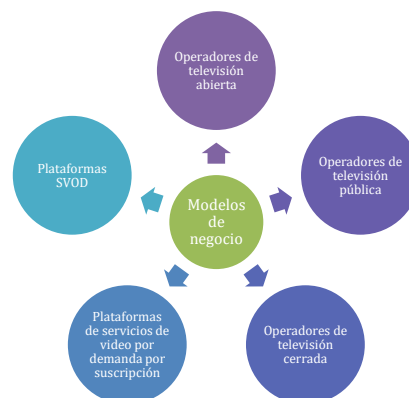 Operadores de
televisión
abierta
Plataformas
SVOD
Operadores de
televisión
pública
Modelos
de
negocio
Plataformas
de servicios de
video por
demanda por
suscripción
Operadores de
televisión
cerrada